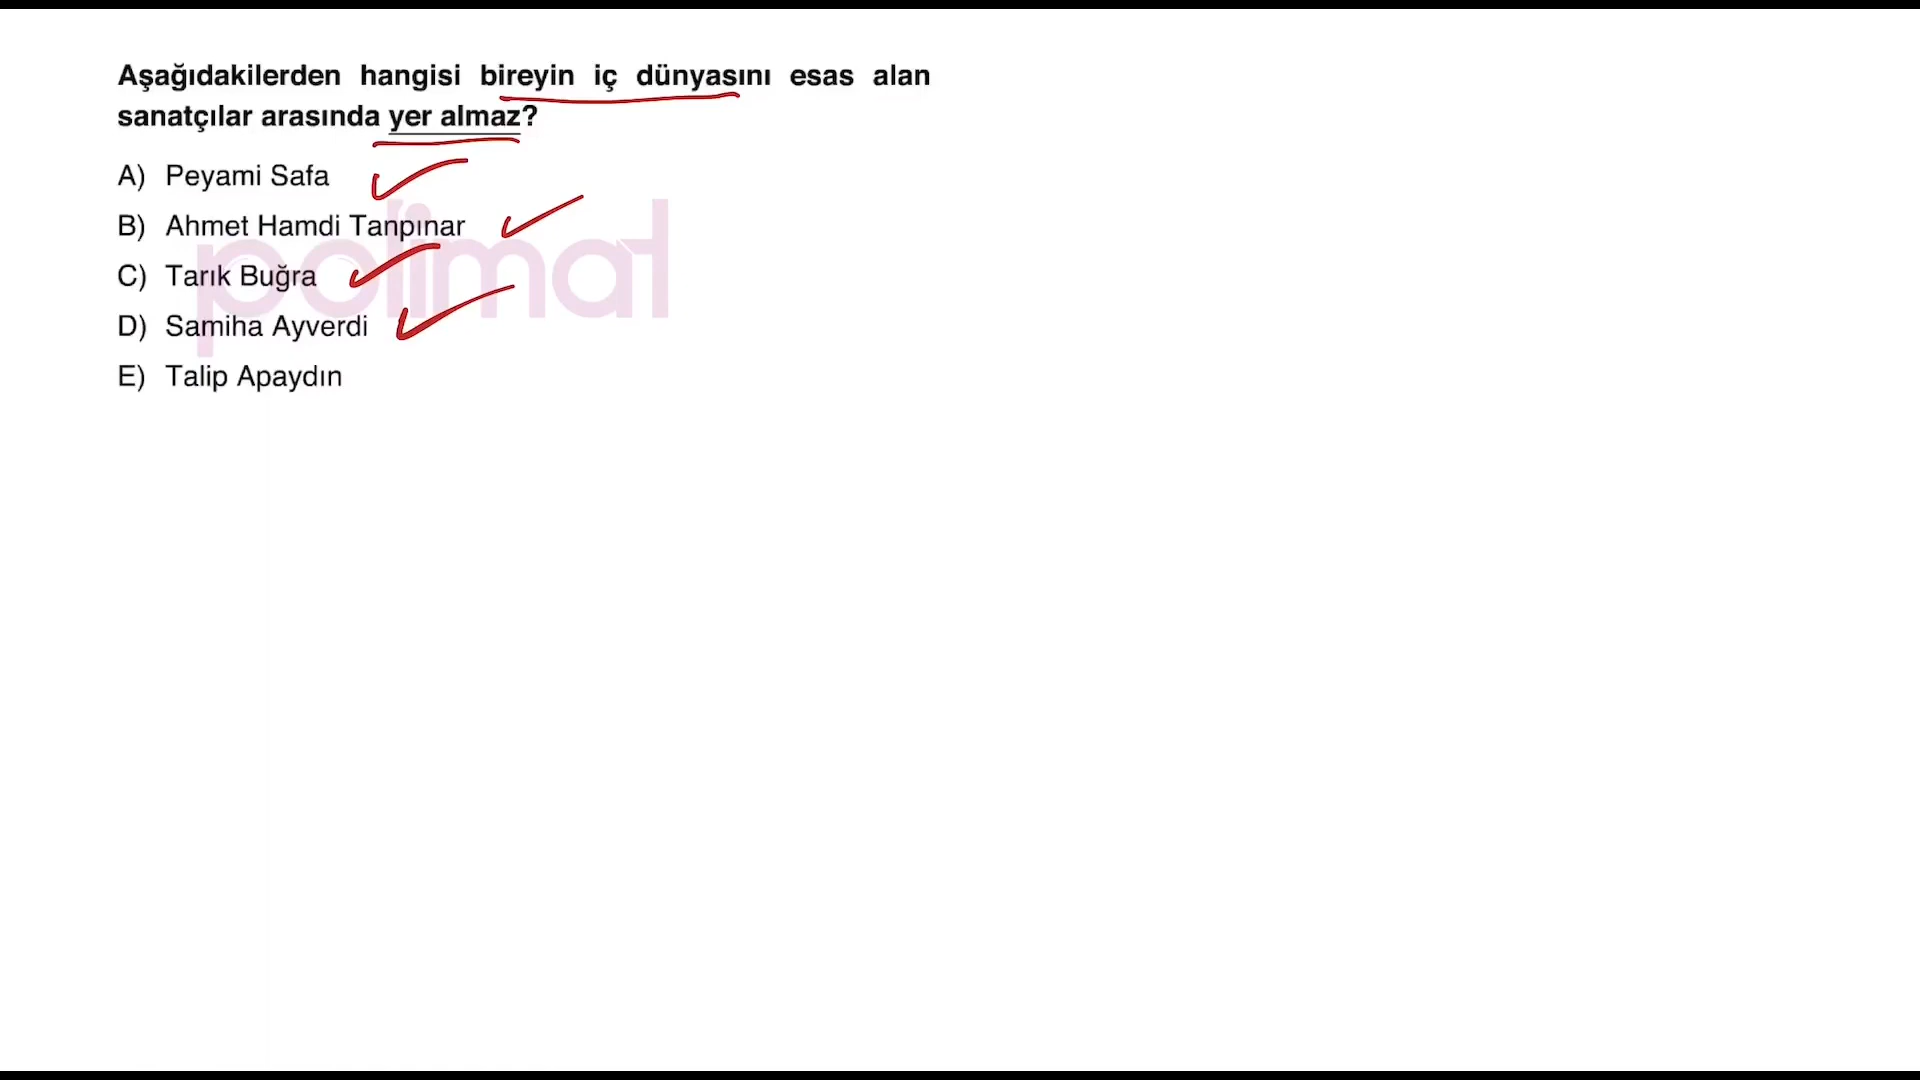 Aşağıdakilerden hangisi bireyin iç dünyasını esas alan
sanatçılar arasında yer almaz?
A) Peyami Safa
B) Ahmet Hamdi Tanpınar
C) Tarık Buğra
D) Samiha Ayverdi
E) Talip Apaydın
polimat